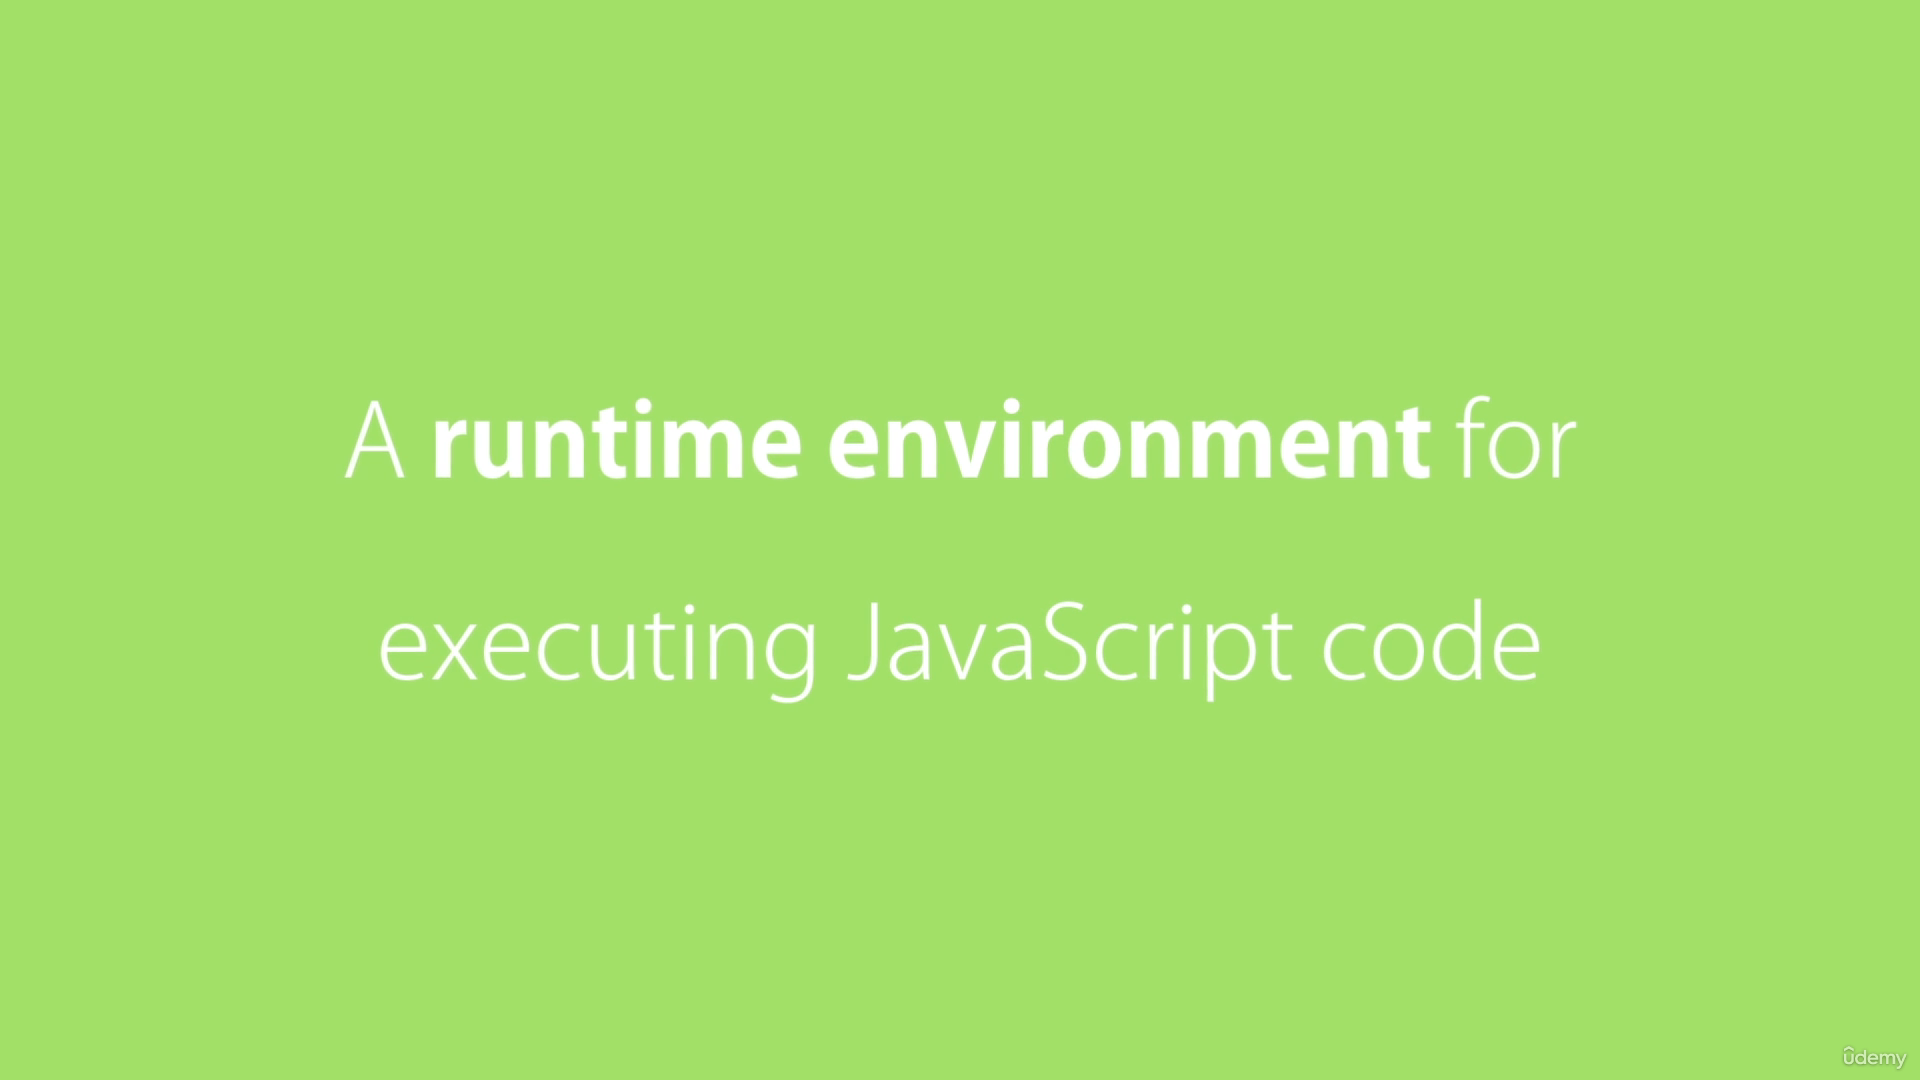 A runtime environment for
executing JavaScript code
ûdemy